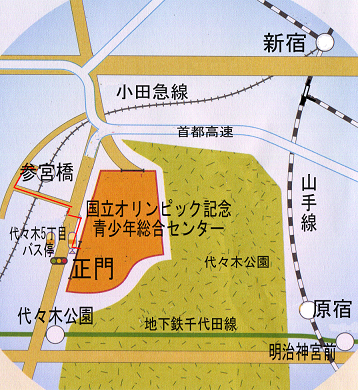 新宿
小田急線
首都高速
参宮橋
山手線
国立オリンピック記念
青少年総合センター
代々木5丁目
バス停
正門
代々木公園
代々木公園
原宿
地下鉄千代田線
明治神宮前